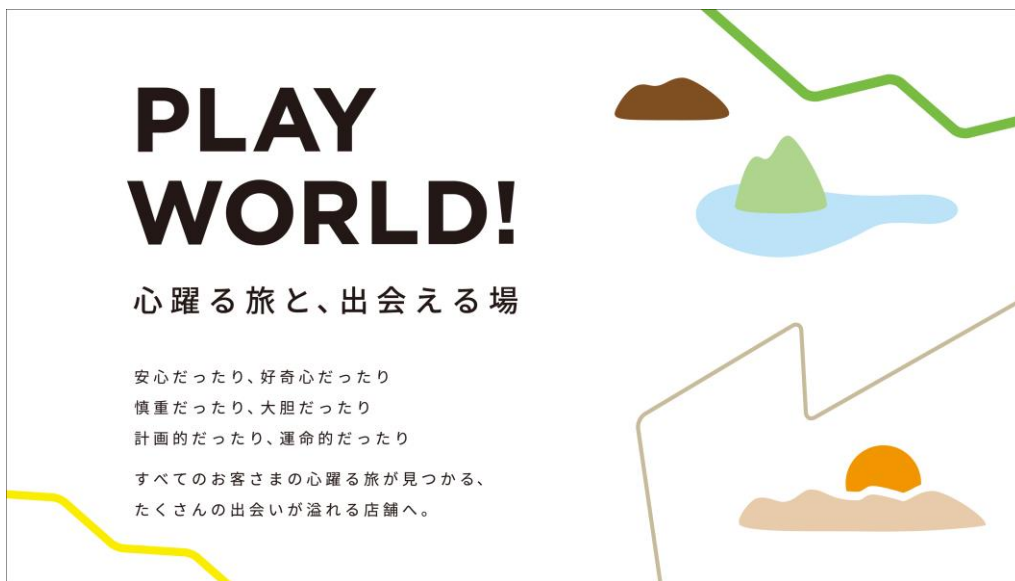 PLAY
WORLD!
心躍る旅と、出会える場
安心だったり、好奇心だったり
慎重だったり、大胆だったり
計画的だったり、運命的だったり
すべてのお客さまの心躍る旅が見つかる、
たくさんの出会いが溢れる店舗へ。